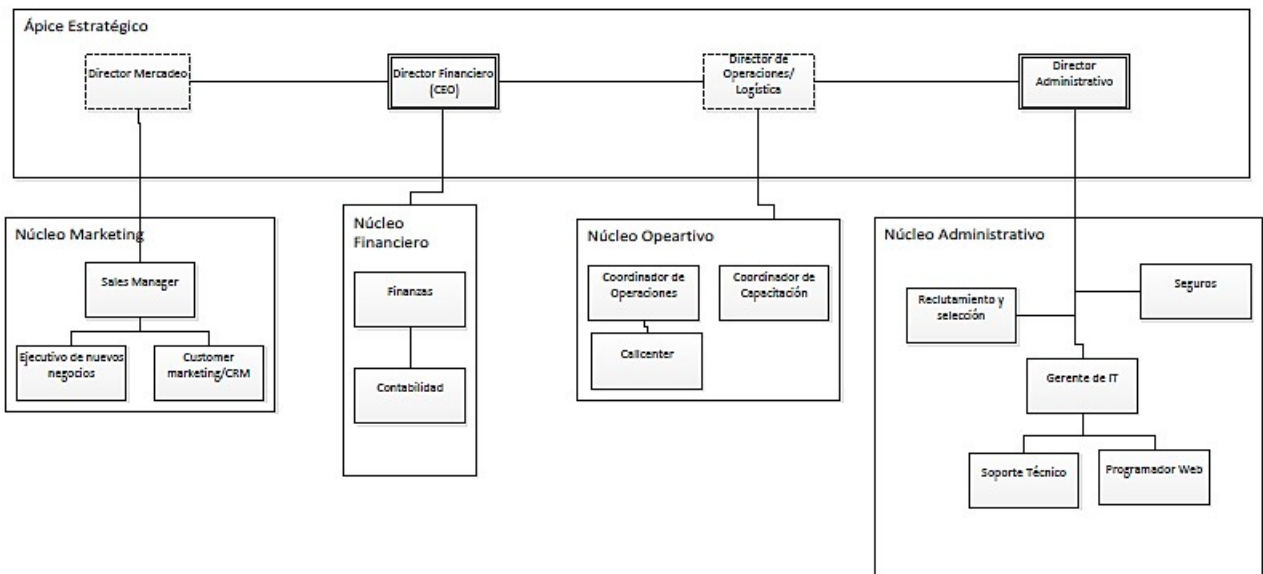 Ápice Estratégico
Director Mercadeo
Director Financiero
(CEO)
Director de
Operaciones/
Logística
Director
Administrativo
Núcleo Marketing
Sales Manager
Ejecutivo de nuevos
negocios
Customer
marketing/CRM
Núcleo
Financiero
Finanzas
Contabilidad
Núcleo Opeartivo
Coordinador de
Operaciones
Coordinador de
Capacitación
Callcenter
Núcleo Administrativo
Reclutamiento y
selección
Seguros
Gerente de IT
Soporte Técnico
Programador Web